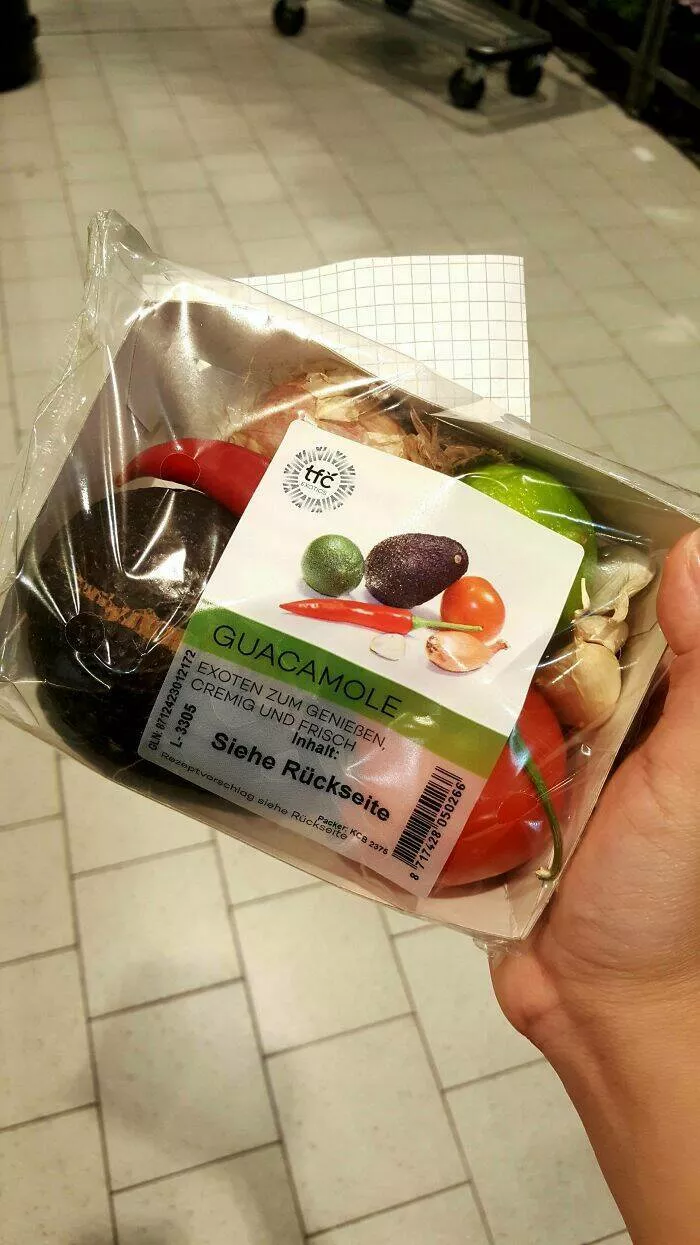 tfc
EXOTICS
GUACAMOLE
EXOTEN ZUM GENIEßEN,
CREMIG UND FRISCH
Inhalt:
Siehe Rückseite
Rezeptvorschlag siehe Rückseite
Packer: KCB 2375
GLN: 8712423012172
L-3305
8 717428 050266